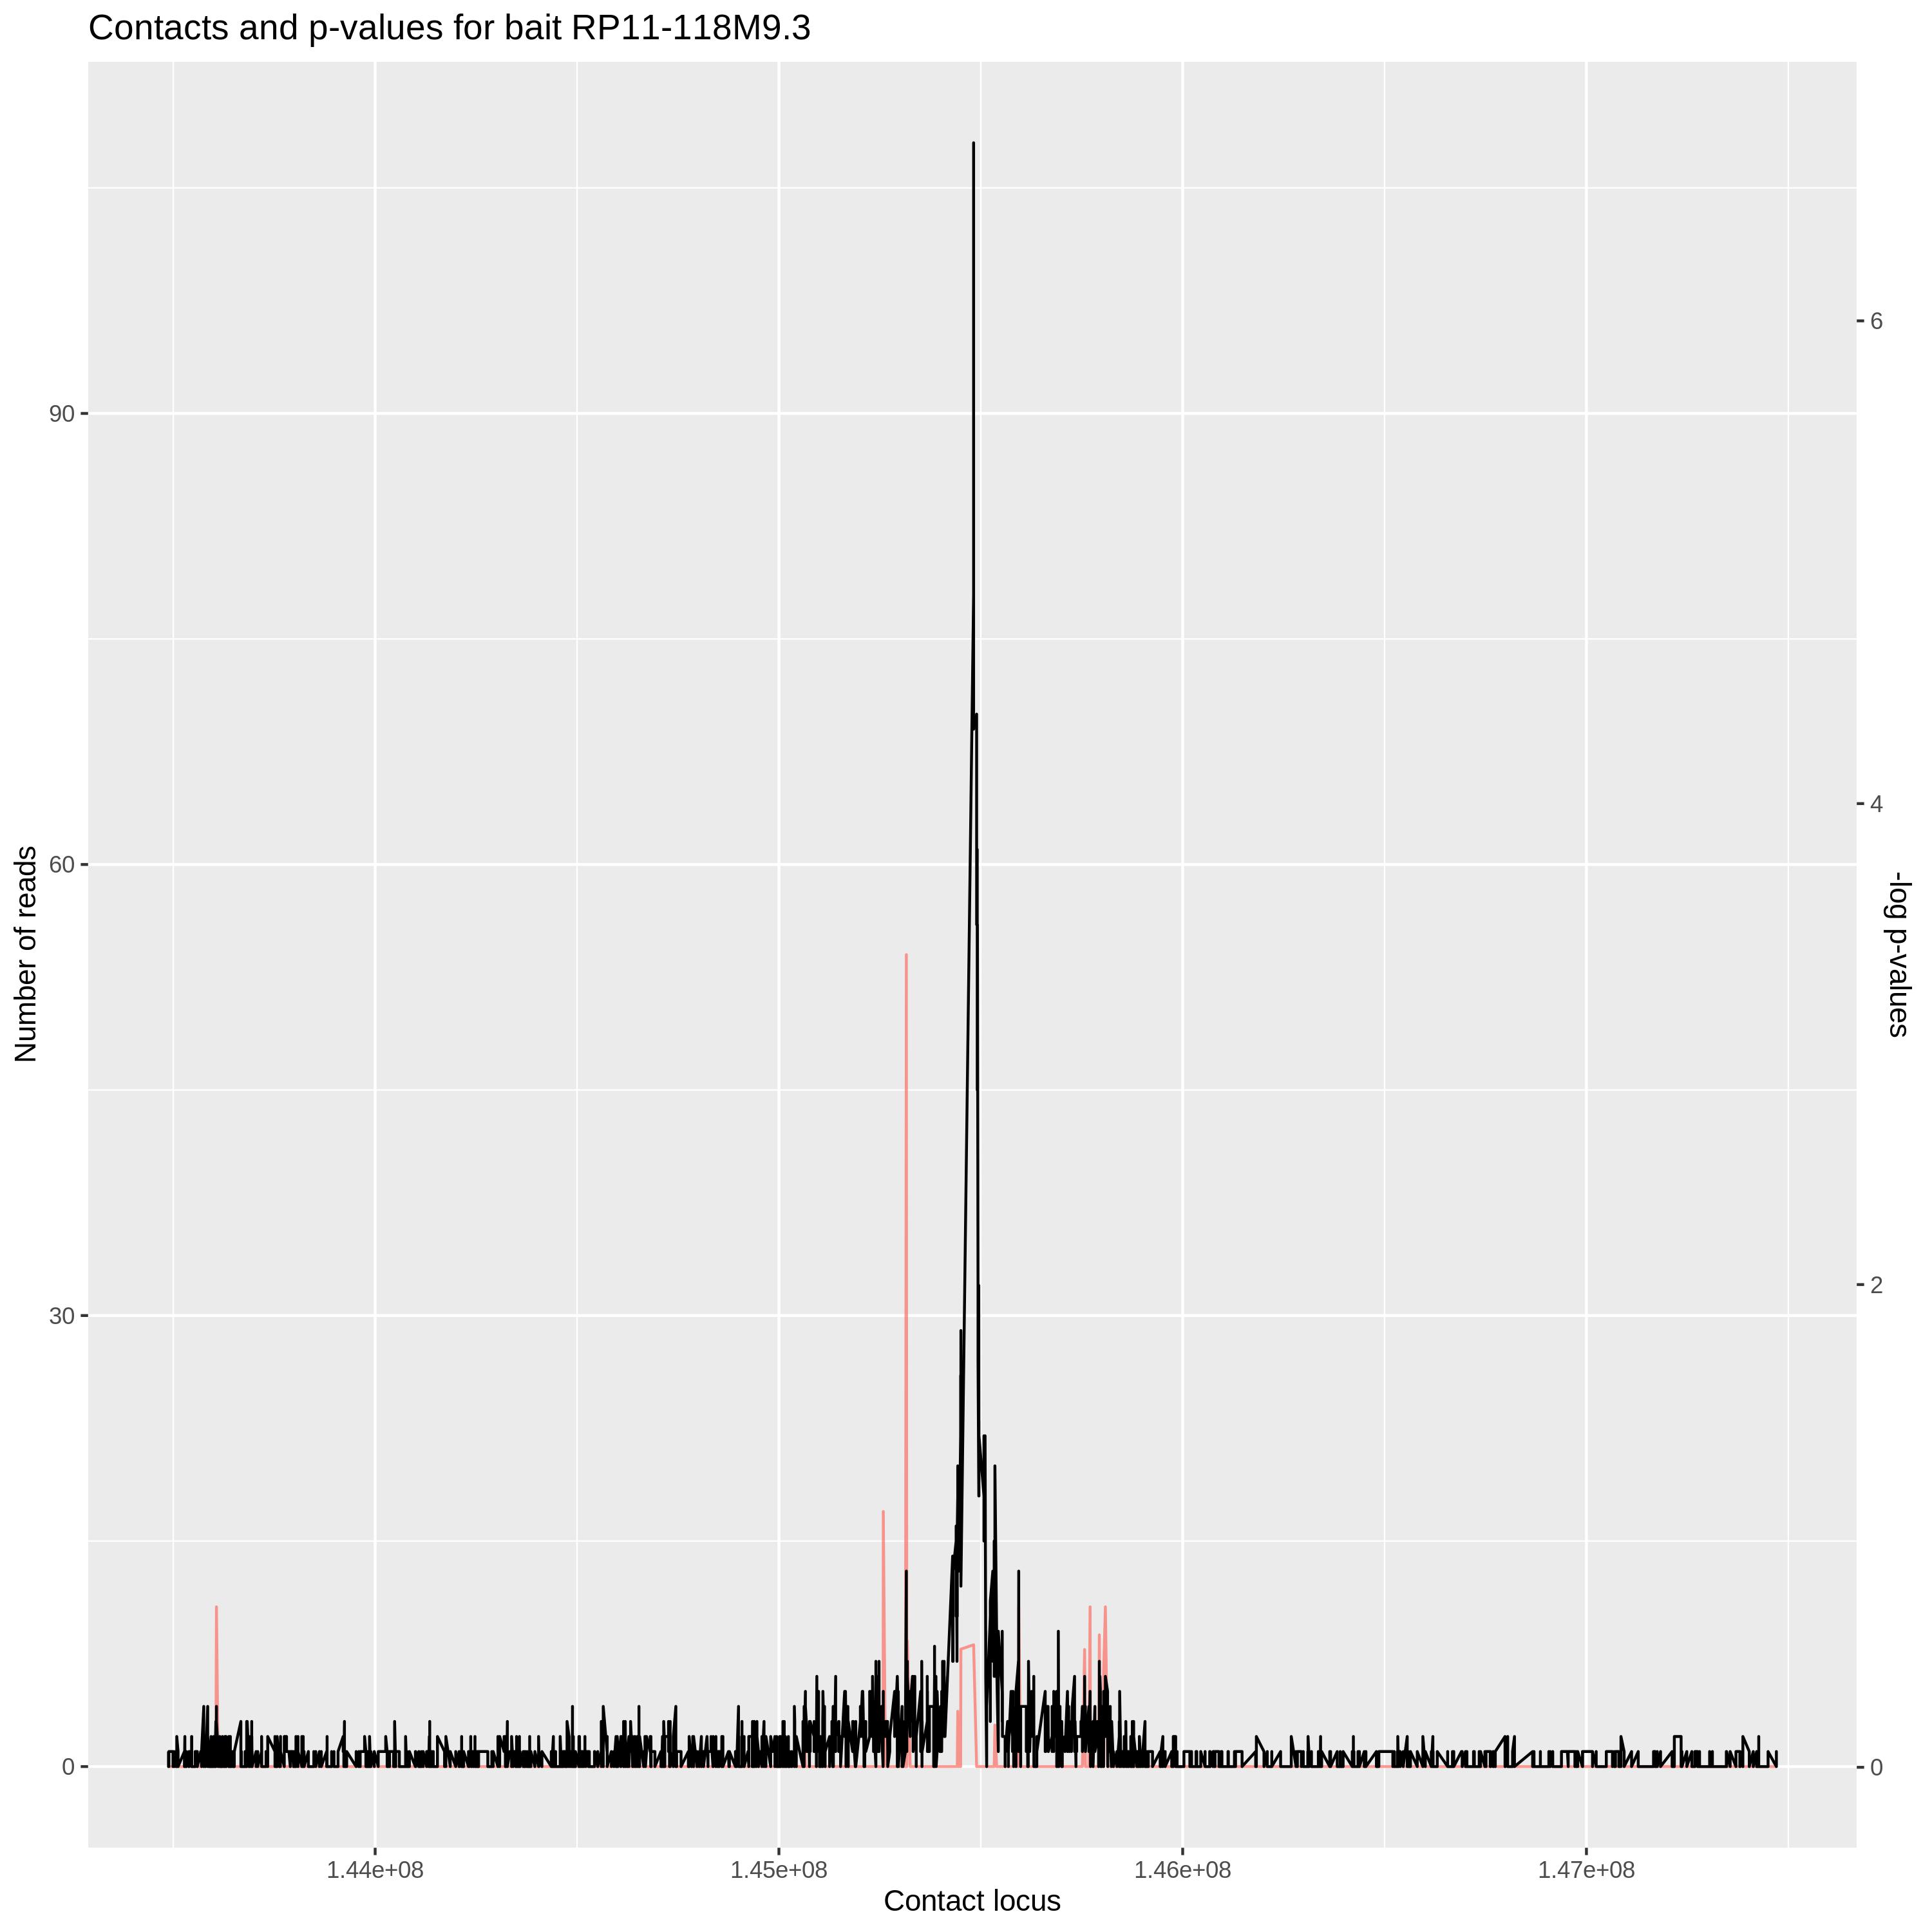 Contacts and p-values for bait RP11-118M9.3
90
60
30
0
Number of reads
6
4
2
0
-log p-values
1.44e+08
1.45e+08
1.46e+08
1.47e+08
Contact locus